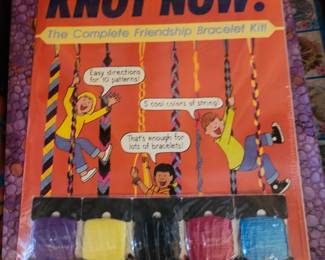 KNOT NOW!
The Complete Friendship Bracelet Kit!
Easy directions
for 10 patterns!
5 cool colors of string!
That's enough for
lots of bracelets!